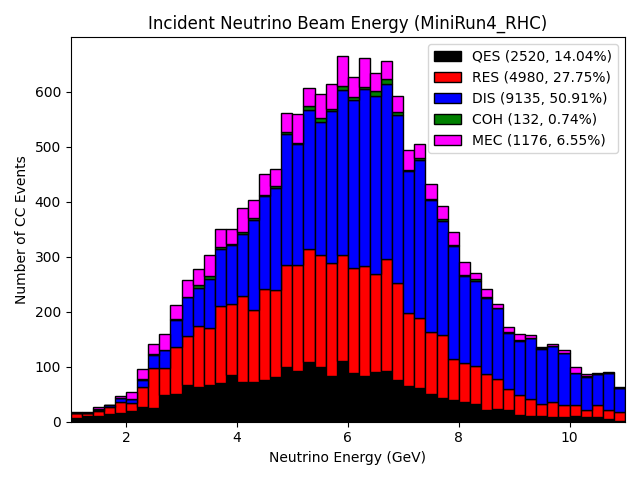 Incident Neutrino Beam Energy (MiniRun4_RHC)
QES (2520, 14.04%)
RES (4980, 27.75%)
DIS (9135, 50.91%)
COH (132, 0.74%)
MEC (1176, 6.55%)
Number of CC Events
600
500
400
300
200
100
0
2 4 6 8 10
Neutrino Energy (GeV)